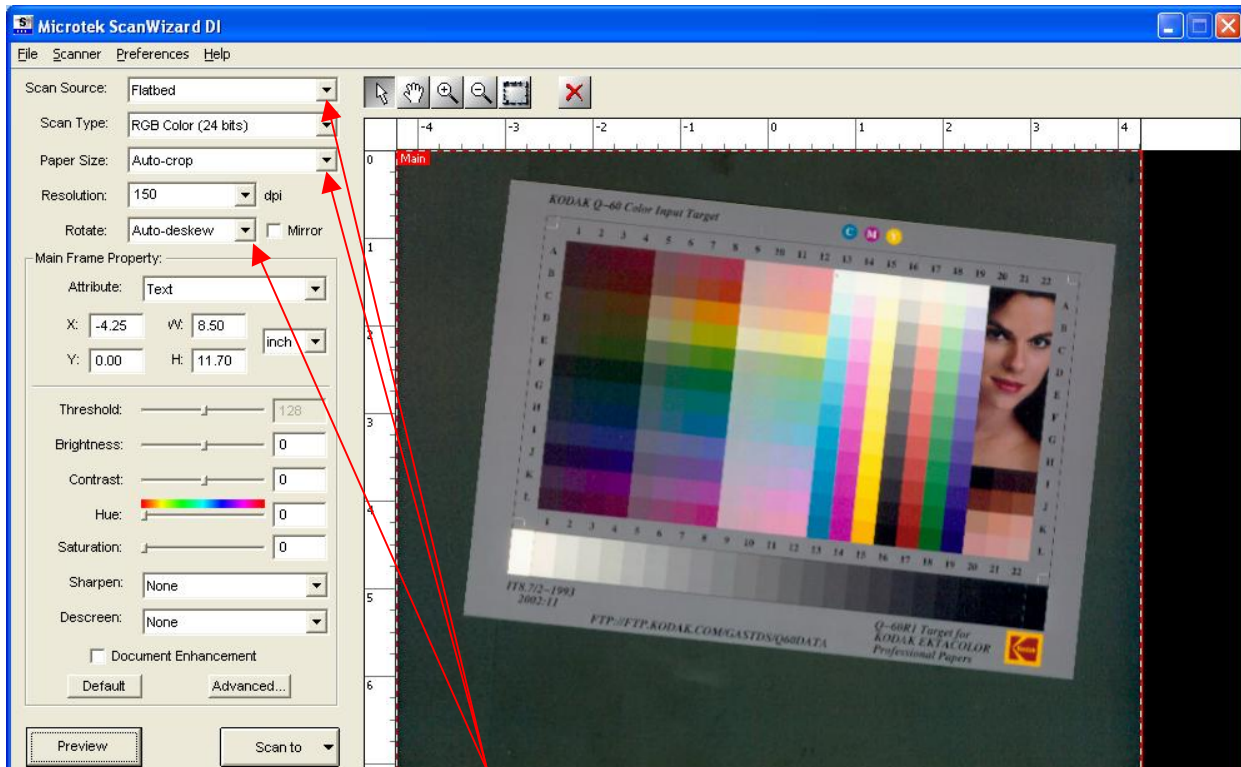 Microtek ScanWizard DI
File Scanner Preferences Help
Scan Source: Flatbed
Scan Type: RGB Color (24 bits)
Paper Size: Auto-crop
Resolution: 150 dpi
Rotate: Auto-deskew Mirror
Main Frame Property:
Attribute: Text
X: -4.25 W: 8.50
inch
Y: 0.00 H: 11.70
Threshold: 128
Brightness: 0
Contrast: 0
Hue: 0
Saturation: 0
Sharpen: None
Descreen: None
Document Enhancement
Default Advanced...
Preview Scan to
-4 -3 -2 -1 0 1 2 3 4
0
1
2
3
4
5
6
Main
KODAK Q-60 Color Input Target
C M Y
1 2 3 4 5 6 7 8 9 10 11 12 13 14 15 16 17 18 19 20 21 22
A A
B B
C C
D D
E E
F F
G G
H H
I I
J J
K K
L L
1 2 3 4 5 6 7 8 9 10 11 12 13 14 15 16 17 18 19 20 21 22
IT8.7/2-1993
2002:11
FTP://FTP.KODAK.COM/GASTDS/Q60DATA
Q-60R1 Target for
KODAK EKTACOLOR
Professional Papers
Kodak